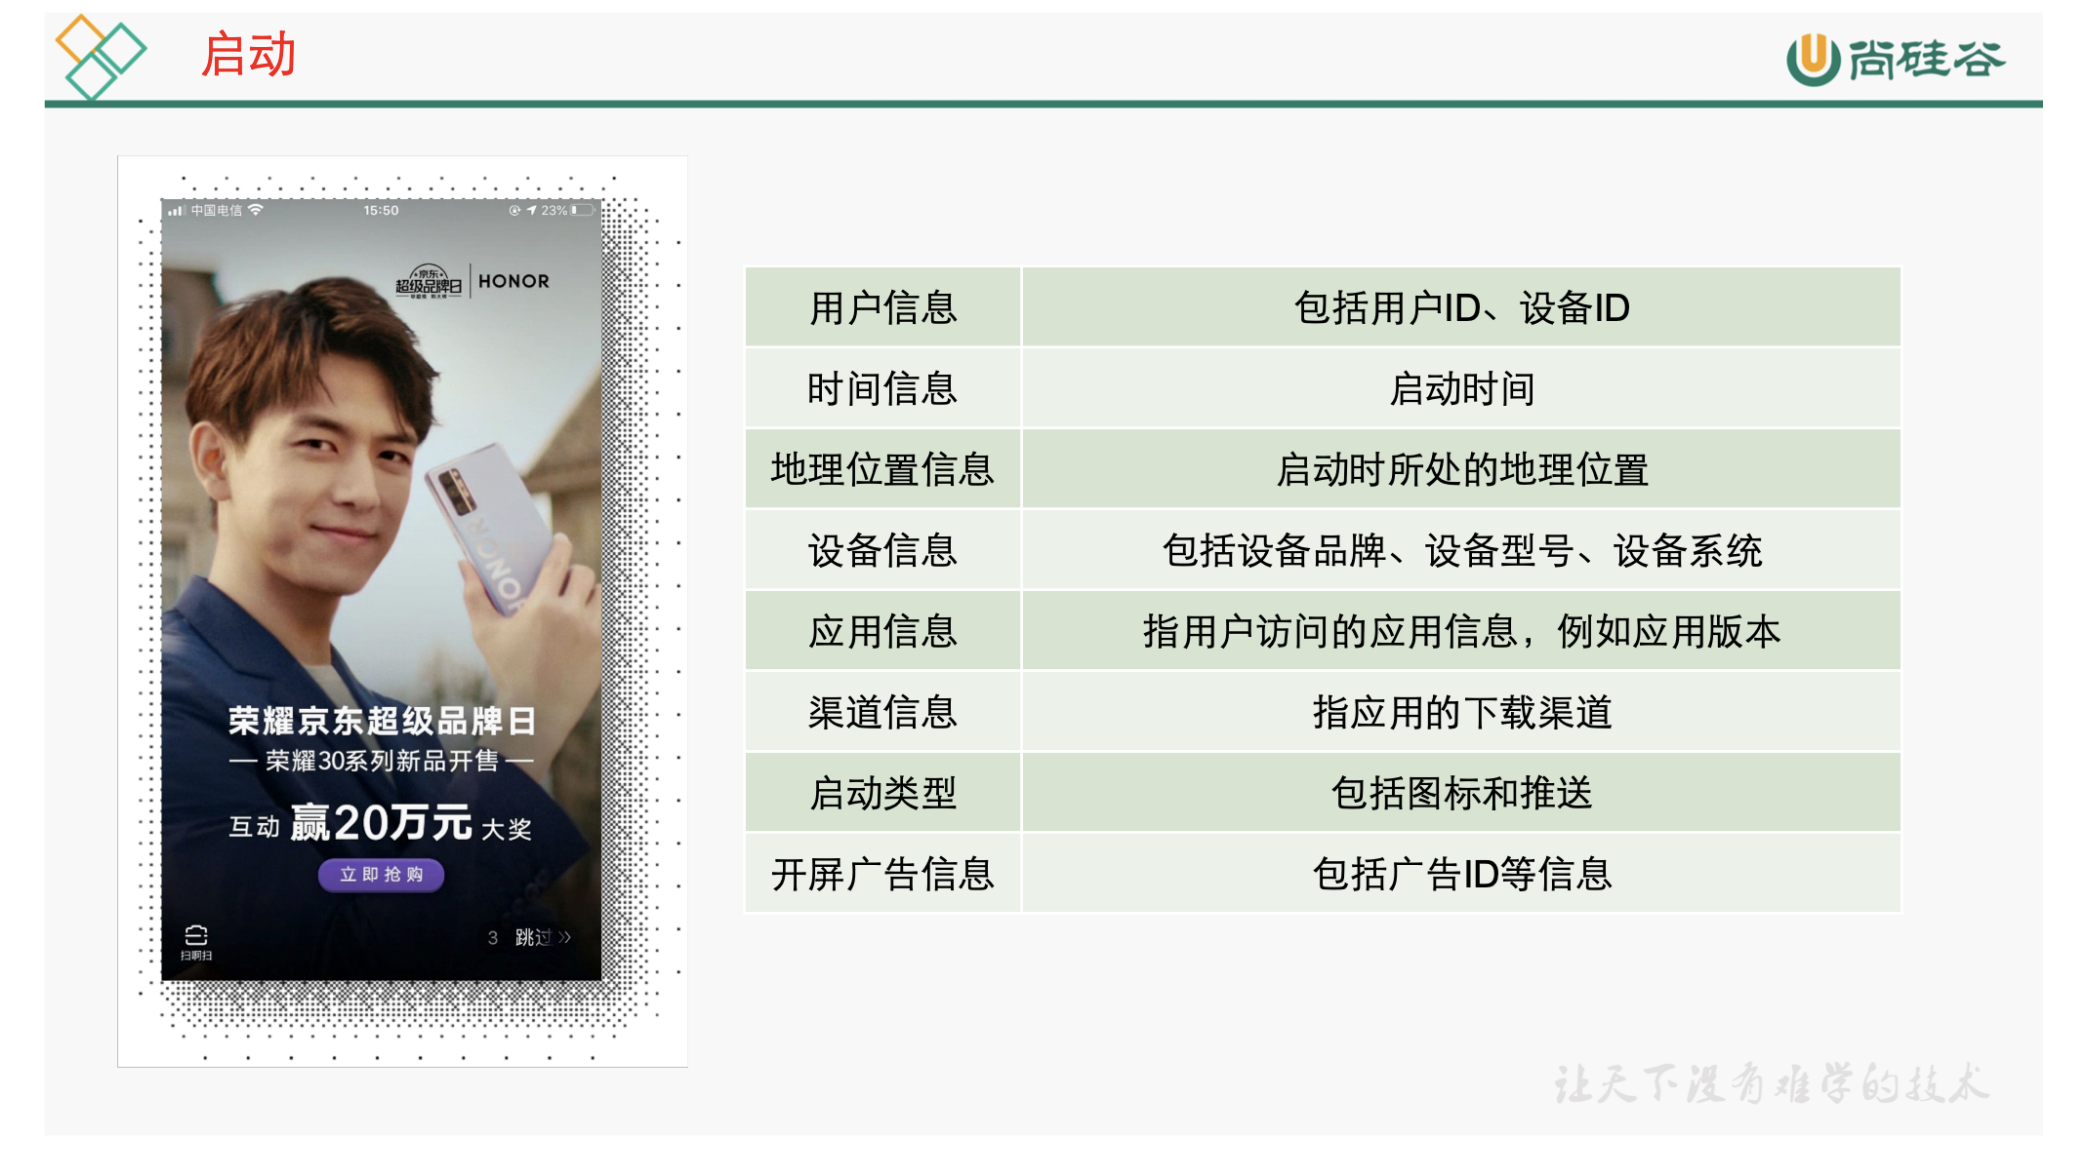 启动
尚硅谷
中国电信 15:50 23%
京东 超级品牌日 HONOR
HONOR
荣耀京东超级品牌日
荣耀30系列新品开售
互动 赢20万元 大奖
立即抢购
3 跳过
扫啊扫
用户信息 包括用户ID、设备ID
时间信息 启动时间
地理位置信息 启动时所处的地理位置
设备信息 包括设备品牌、设备型号、设备系统
应用信息 指用户访问的应用信息，例如应用版本
渠道信息 指应用的下载渠道
启动类型 包括图标和推送
开屏广告信息 包括广告ID等信息
让天下没有难学的技术